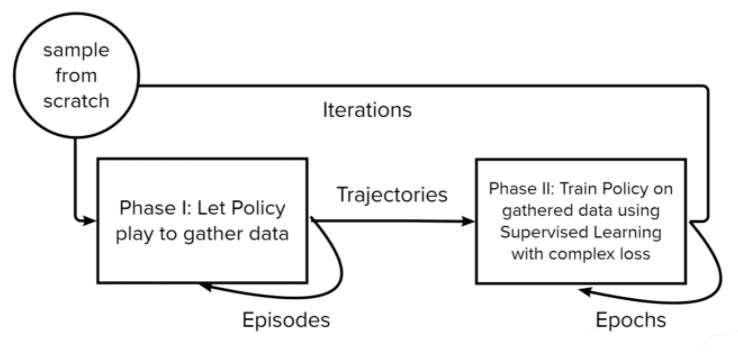 sample
from
scratch
Iterations
Phase I: Let Policy
play to gather data
Trajectories
Phase II: Train Policy on
gathered data using
Supervised Learning
with complex loss
Episodes
Epochs